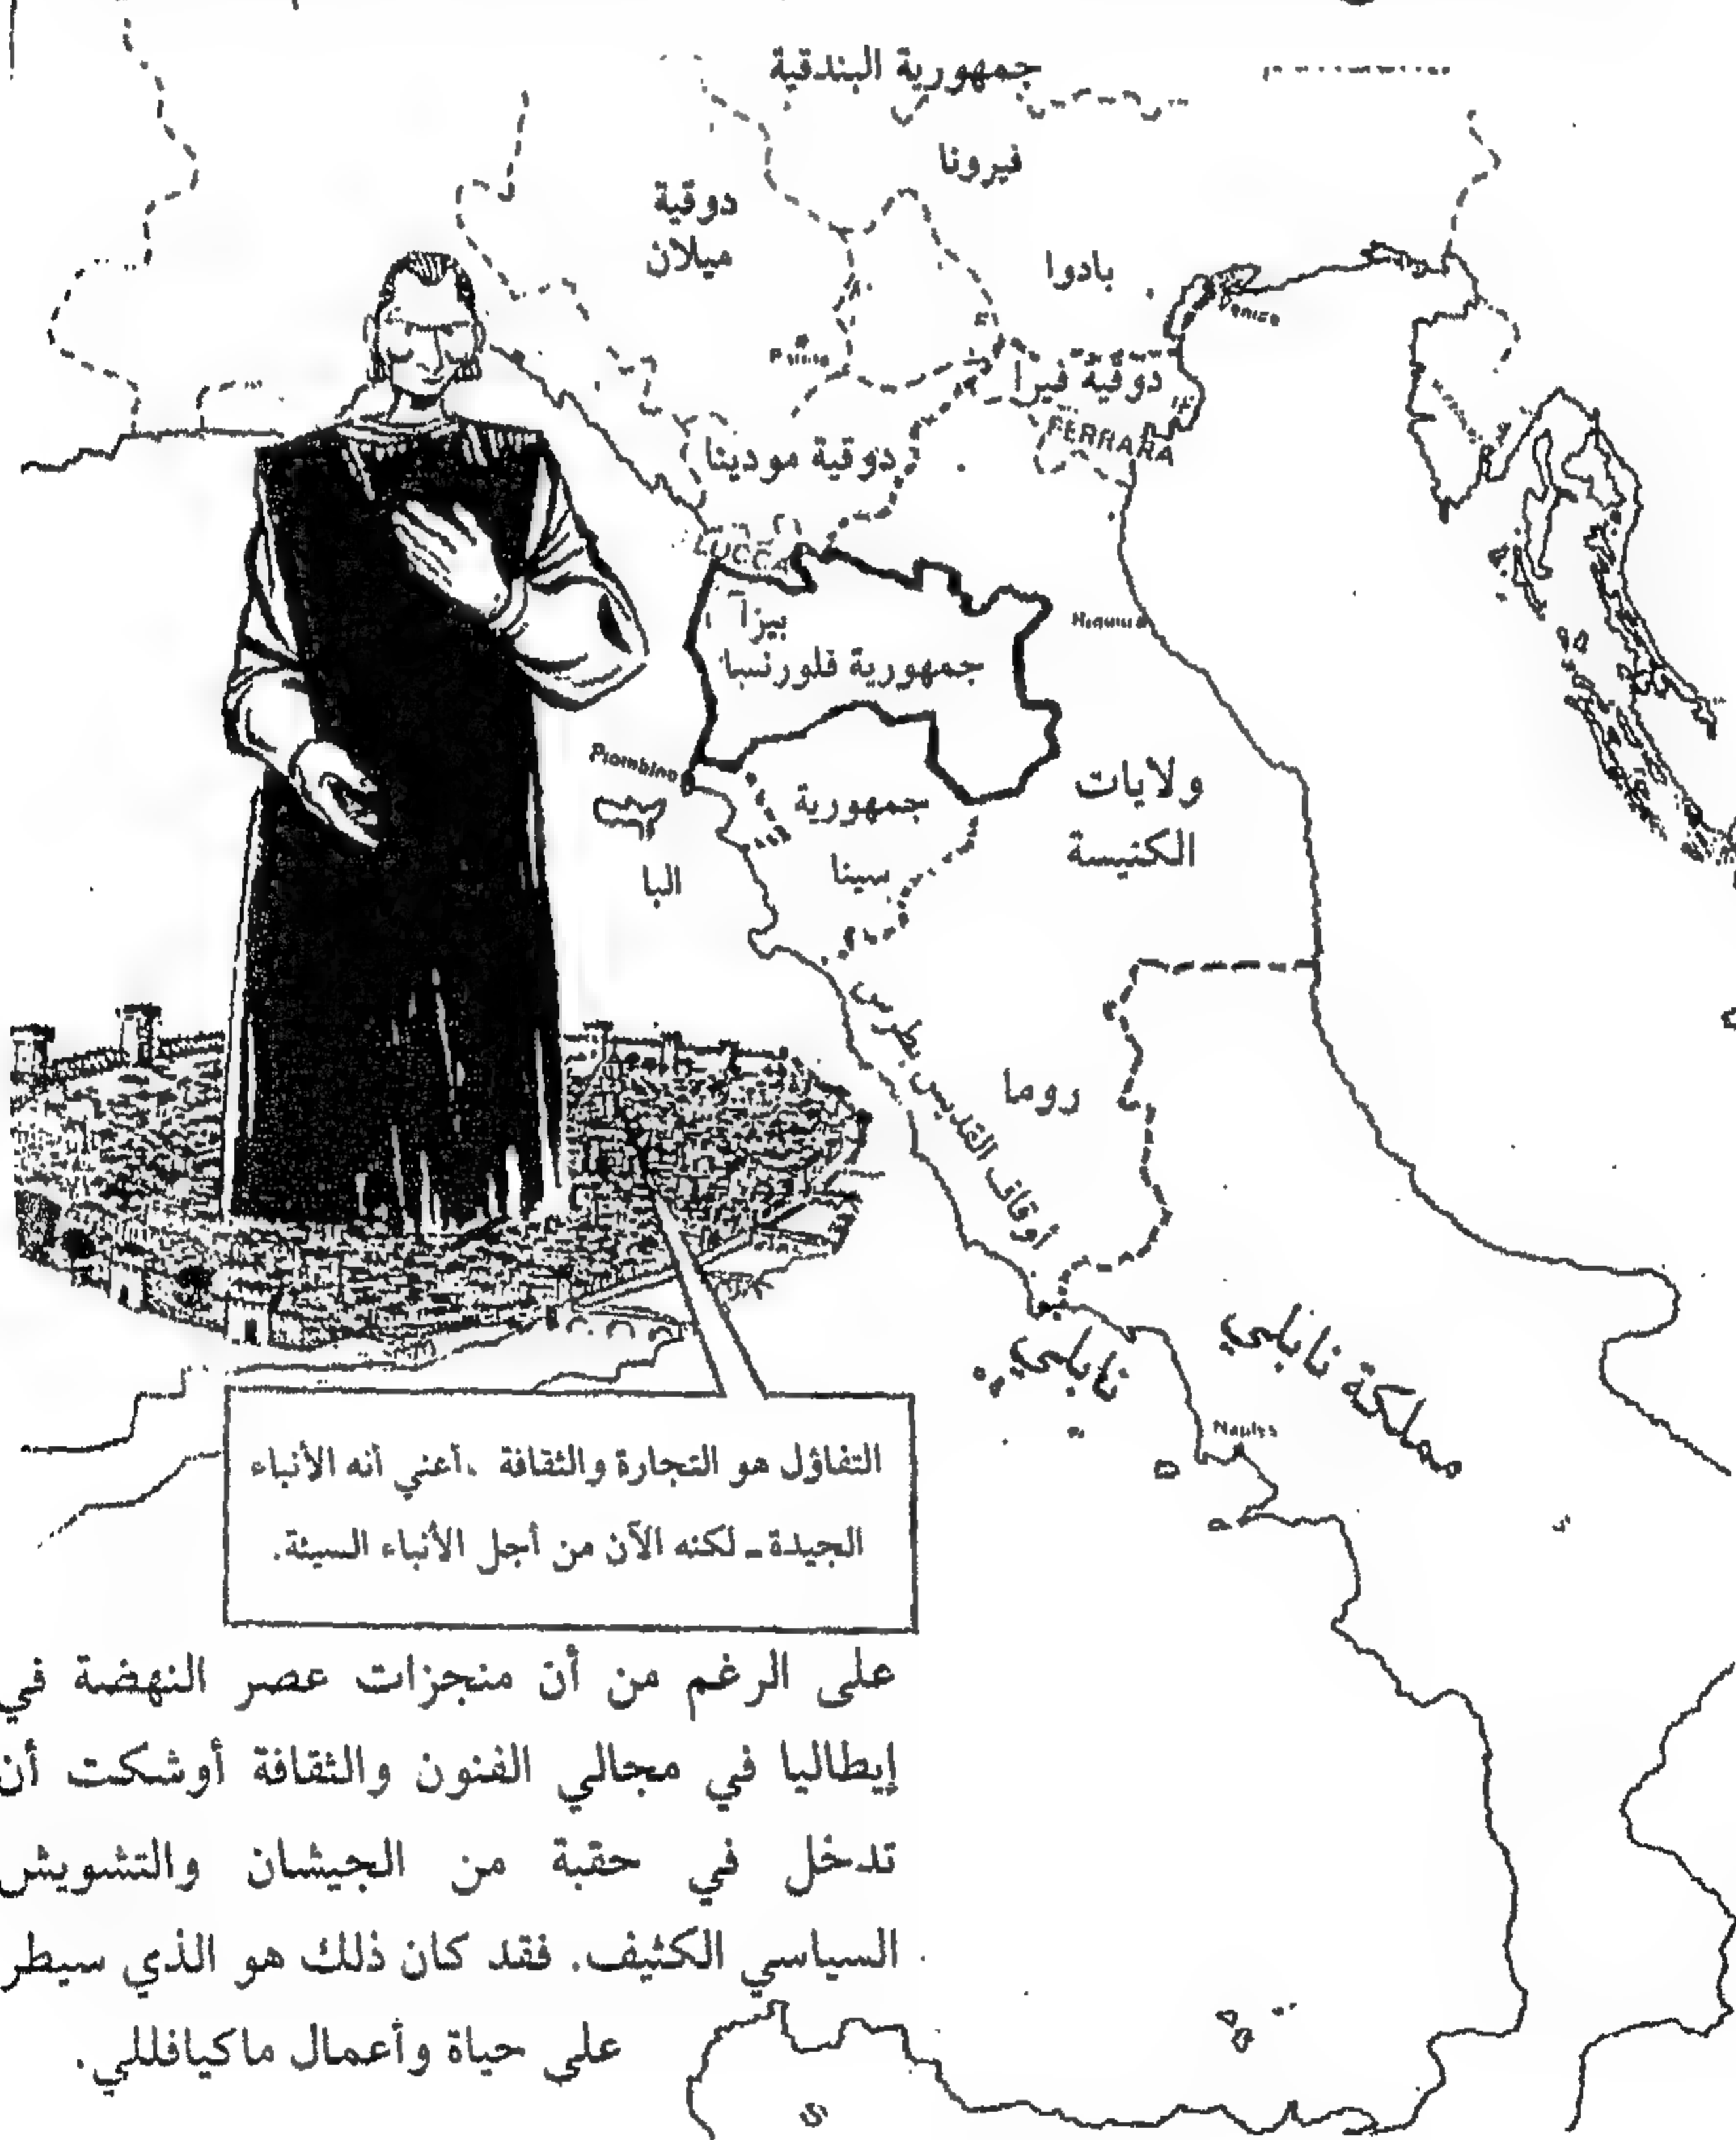 جمهورية البندقية
فيرونا
دوقية
ميلان
بادوا
Venice
Parma
دوقية فيرا
FERRARA
دوقية مودينا
LUCCA
بيزا
جمهورية فلورنسا
Piombino
جمهورية
سينا
ولايات
الكنيسة
البا
أوقاف القديس بطرس
روما
مملكة نابلي
نابلي
Naples
التفاؤل هو التجارة والثقافة .أعني أنه الأنباء
الجيدة ـ لكنه الآن من أجل الأنباء السيئة.
على الرغم من أن منجزات عصر النهضة في
إيطاليا في مجالي الفنون والثقافة أوشكت أن
تدخل في حقبة من الجيشان والتشويش
السياسي الكثيف. فقد كان ذلك هو الذي سيطر
على حياة وأعمال ماكيافللي.